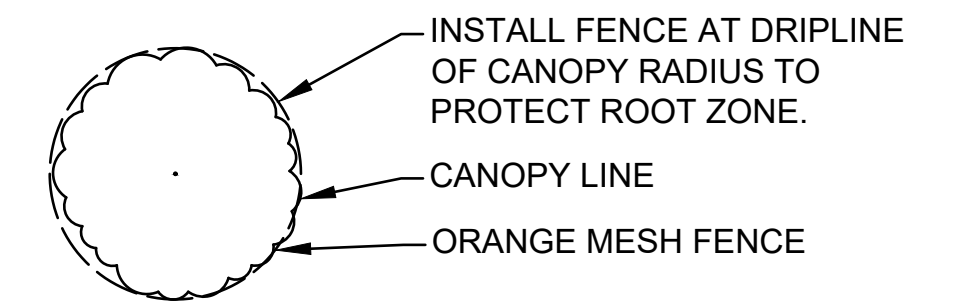 INSTALL FENCE AT DRIPLINE
OF CANOPY RADIUS TO
PROTECT ROOT ZONE.
CANOPY LINE
ORANGE MESH FENCE